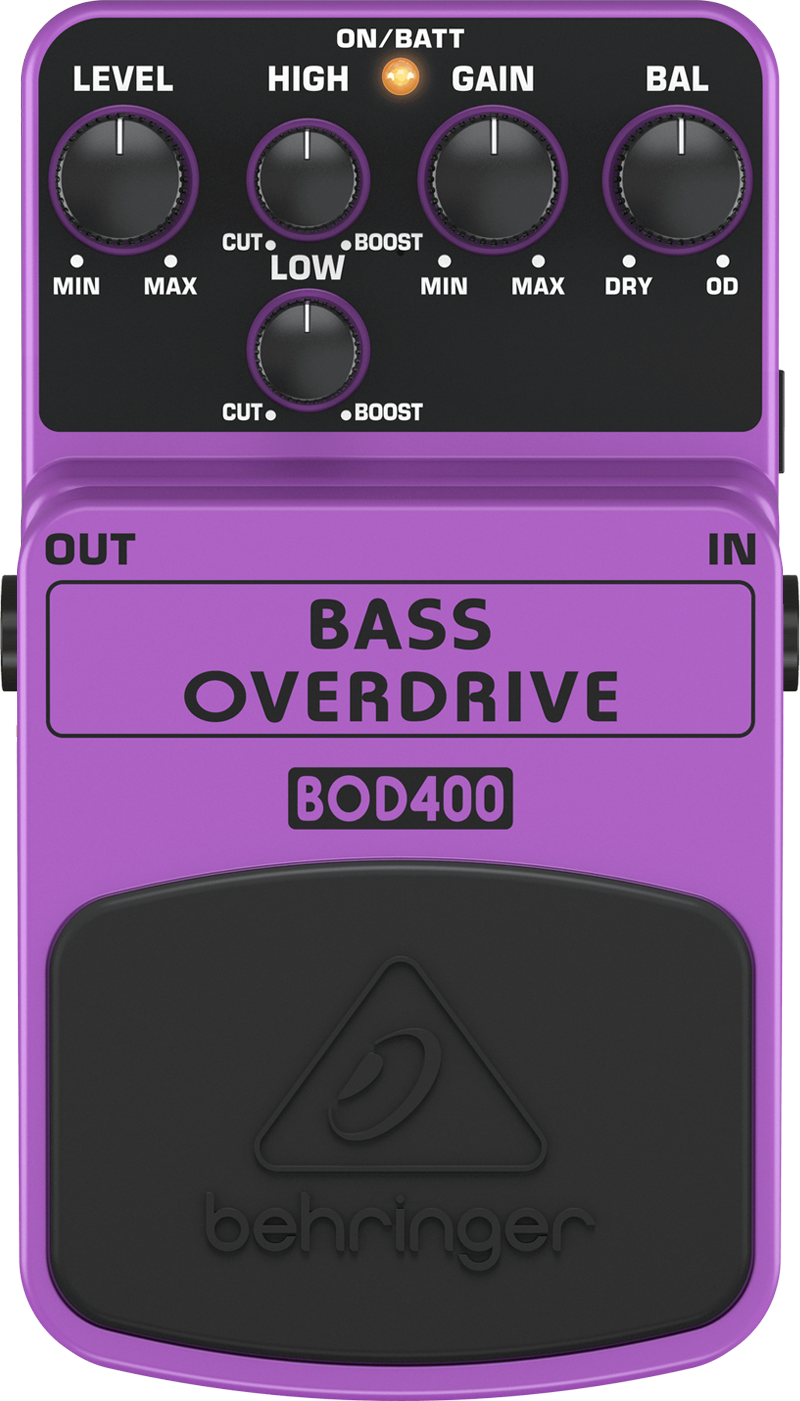 ON/BATT
LEVEL HIGH GAIN BAL
CUT BOOST
MIN MAX LOW MIN MAX DRY OD
CUT BOOST
OUT IN
BASS
OVERDRIVE
BOD400
behringer